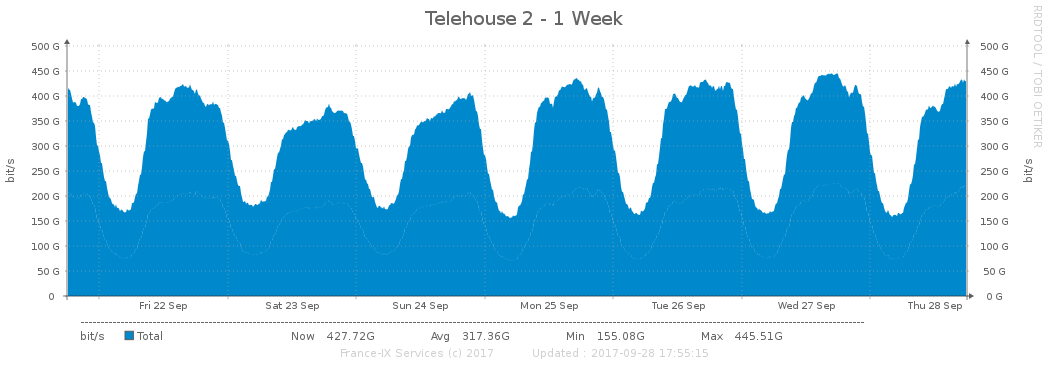 Telehouse 2 - 1 Week
RRDTOOL / TOBI OETIKER
500 G 500 G
450 G 450 G
400 G 400 G
350 G 350 G
300 G 300 G
250 G 250 G
200 G 200 G
150 G 150 G
100 G 100 G
50 G 50 G
0 0 G
bit/s
bit/s
Fri 22 Sep Sat 23 Sep Sun 24 Sep Mon 25 Sep Tue 26 Sep Wed 27 Sep Thu 28 Sep
bit/s Total Now 427.72G Avg 317.36G Min 155.08G Max 445.51G
France-IX Services (c) 2017 Updated : 2017-09-28 17:55:15